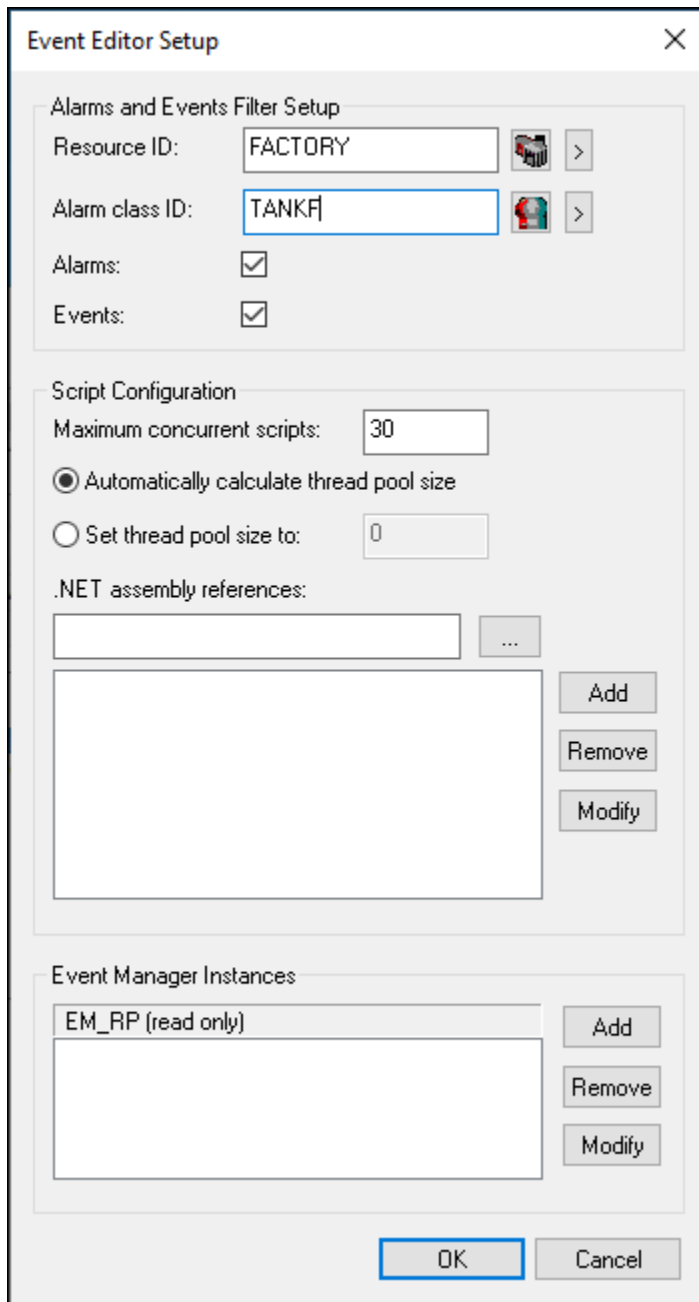 Event Editor Setup
Alarms and Events Filter Setup
Resource ID: FACTORY >
Alarm class ID: TANKF >
Alarms:
Events:
Script Configuration
Maximum concurrent scripts: 30
Automatically calculate thread pool size
Set thread pool size to: 0
.NET assembly references:
...
Add
Remove
Modify
Event Manager Instances
EM_RP (read only)
Add
Remove
Modify
OK Cancel